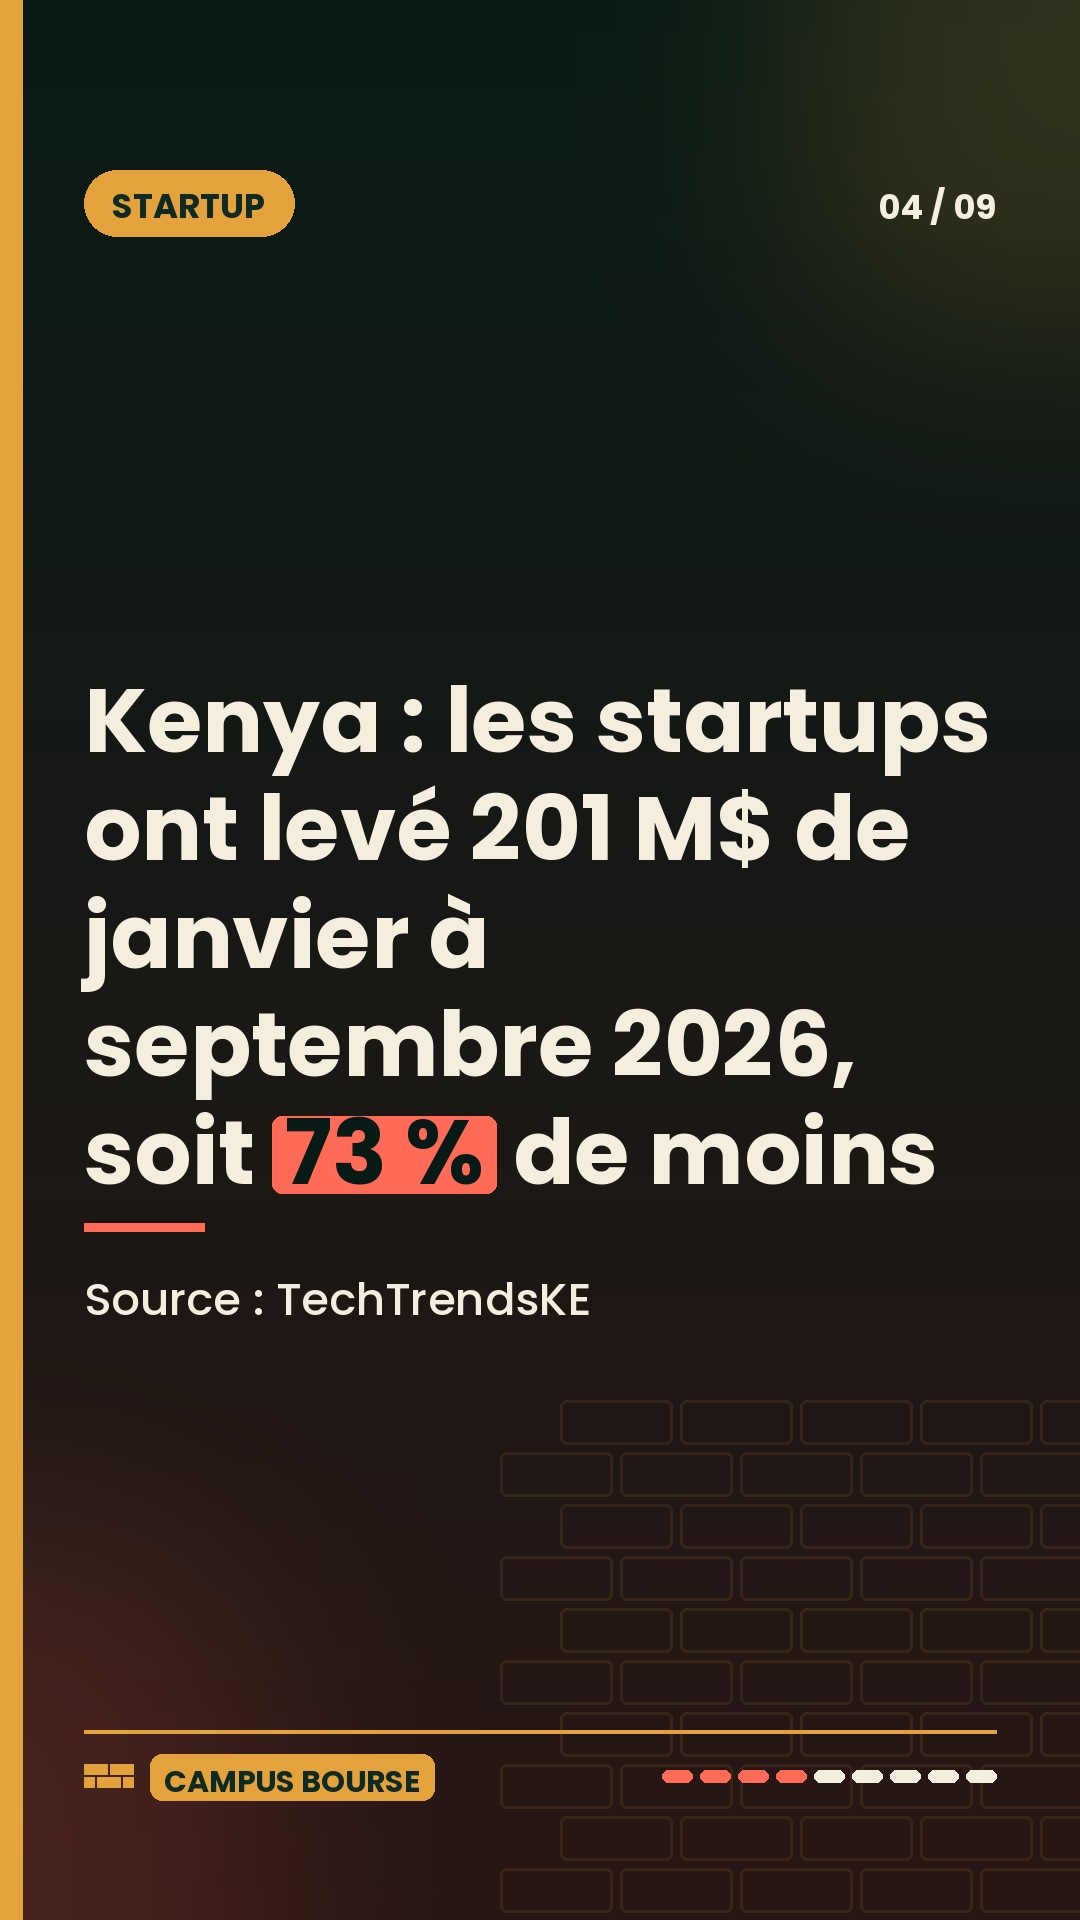 STARTUP
04 / 09
Kenya : les startups
ont levé 201 M$ de
janvier à
septembre 2026,
soit 73 % de moins
Source : TechTrendsKE
CAMPUS BOURSE